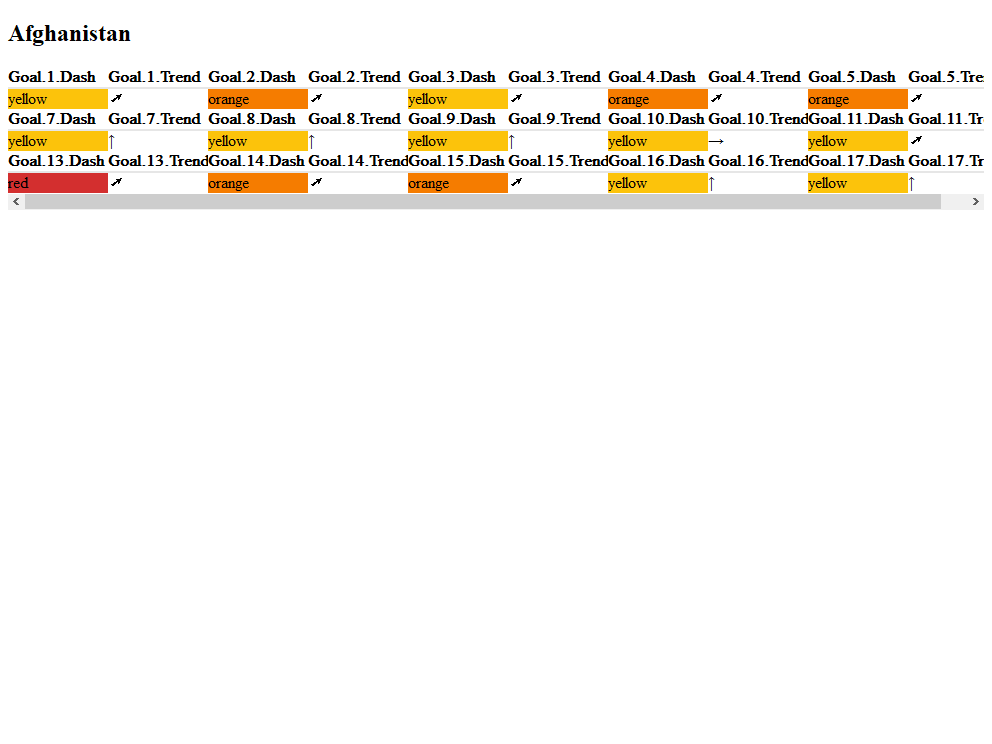 Afghanistan
Goal.1.Dash Goal.1.Trend Goal.2.Dash Goal.2.Trend Goal.3.Dash Goal.3.Trend Goal.4.Dash Goal.4.Trend Goal.5.Dash Goal.5.Tre
yellow ➚ orange ➚ yellow ➚ orange ➚ orange ➚
Goal.7.Dash Goal.7.Trend Goal.8.Dash Goal.8.Trend Goal.9.Dash Goal.9.Trend Goal.10.Dash Goal.10.Trend Goal.11.Dash Goal.11.Tr
yellow ↑ yellow ↑ yellow ↑ yellow → yellow ➚
Goal.13.Dash Goal.13.Trend Goal.14.Dash Goal.14.Trend Goal.15.Dash Goal.15.Trend Goal.16.Dash Goal.16.Trend Goal.17.Dash Goal.17.Tr
red ➚ orange ➚ orange ➚ yellow ↑ yellow ↑